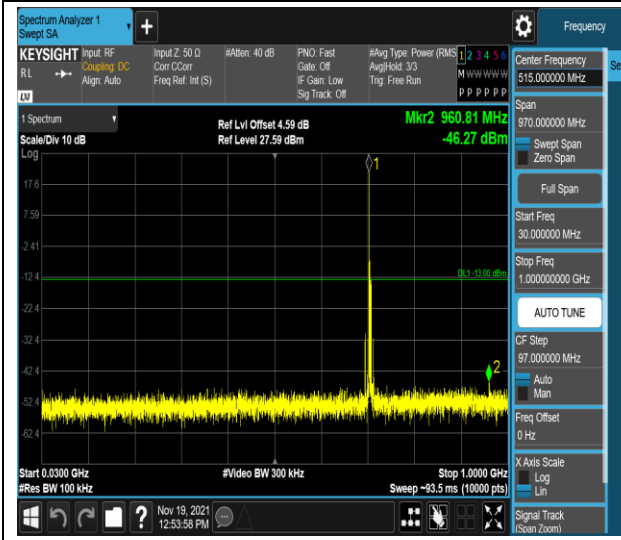 Spectrum Analyzer 1
Swept SA
Frequency
KEYSIGHT
RL
LXI
Input: RF
Coupling: DC
Align: Auto
Input Z: 50 Ω
Corr CCorr
Freq Ref: Int (S)
#Atten: 40 dB
PNO: Fast
Gate: Off
IF Gain: Low
Sig Track: Off
#Avg Type: Power (RMS
Avg|Hold: 3/3
Trig: Free Run
1 2 3 4 5 6
M W W W W W
P P P P P P
1 Spectrum
Scale/Div 10 dB
Ref Lvl Offset 4.59 dB
Ref Level 27.59 dBm
Mkr2 960.81 MHz
-46.27 dBm
Log
17.6
7.59
-2.41
-12.4
-22.4
-32.4
-42.4
-52.4
-62.4
1
DL1 -13.00 dBm
2
Start 0.0300 GHz
#Res BW 100 kHz
#Video BW 300 kHz
Stop 1.0000 GHz
Sweep ~93.5 ms (10000 pts)
Nov 19, 2021
12:53:58 PM
Center Frequency
515.000000 MHz
Se
Span
970.000000 MHz
Swept Span
Zero Span
Full Span
Start Freq
30.000000 MHz
Stop Freq
1.000000000 GHz
AUTO TUNE
CF Step
97.000000 MHz
Auto
Man
Freq Offset
0 Hz
X Axis Scale
Log
Lin
Signal Track
(Span Zoom)